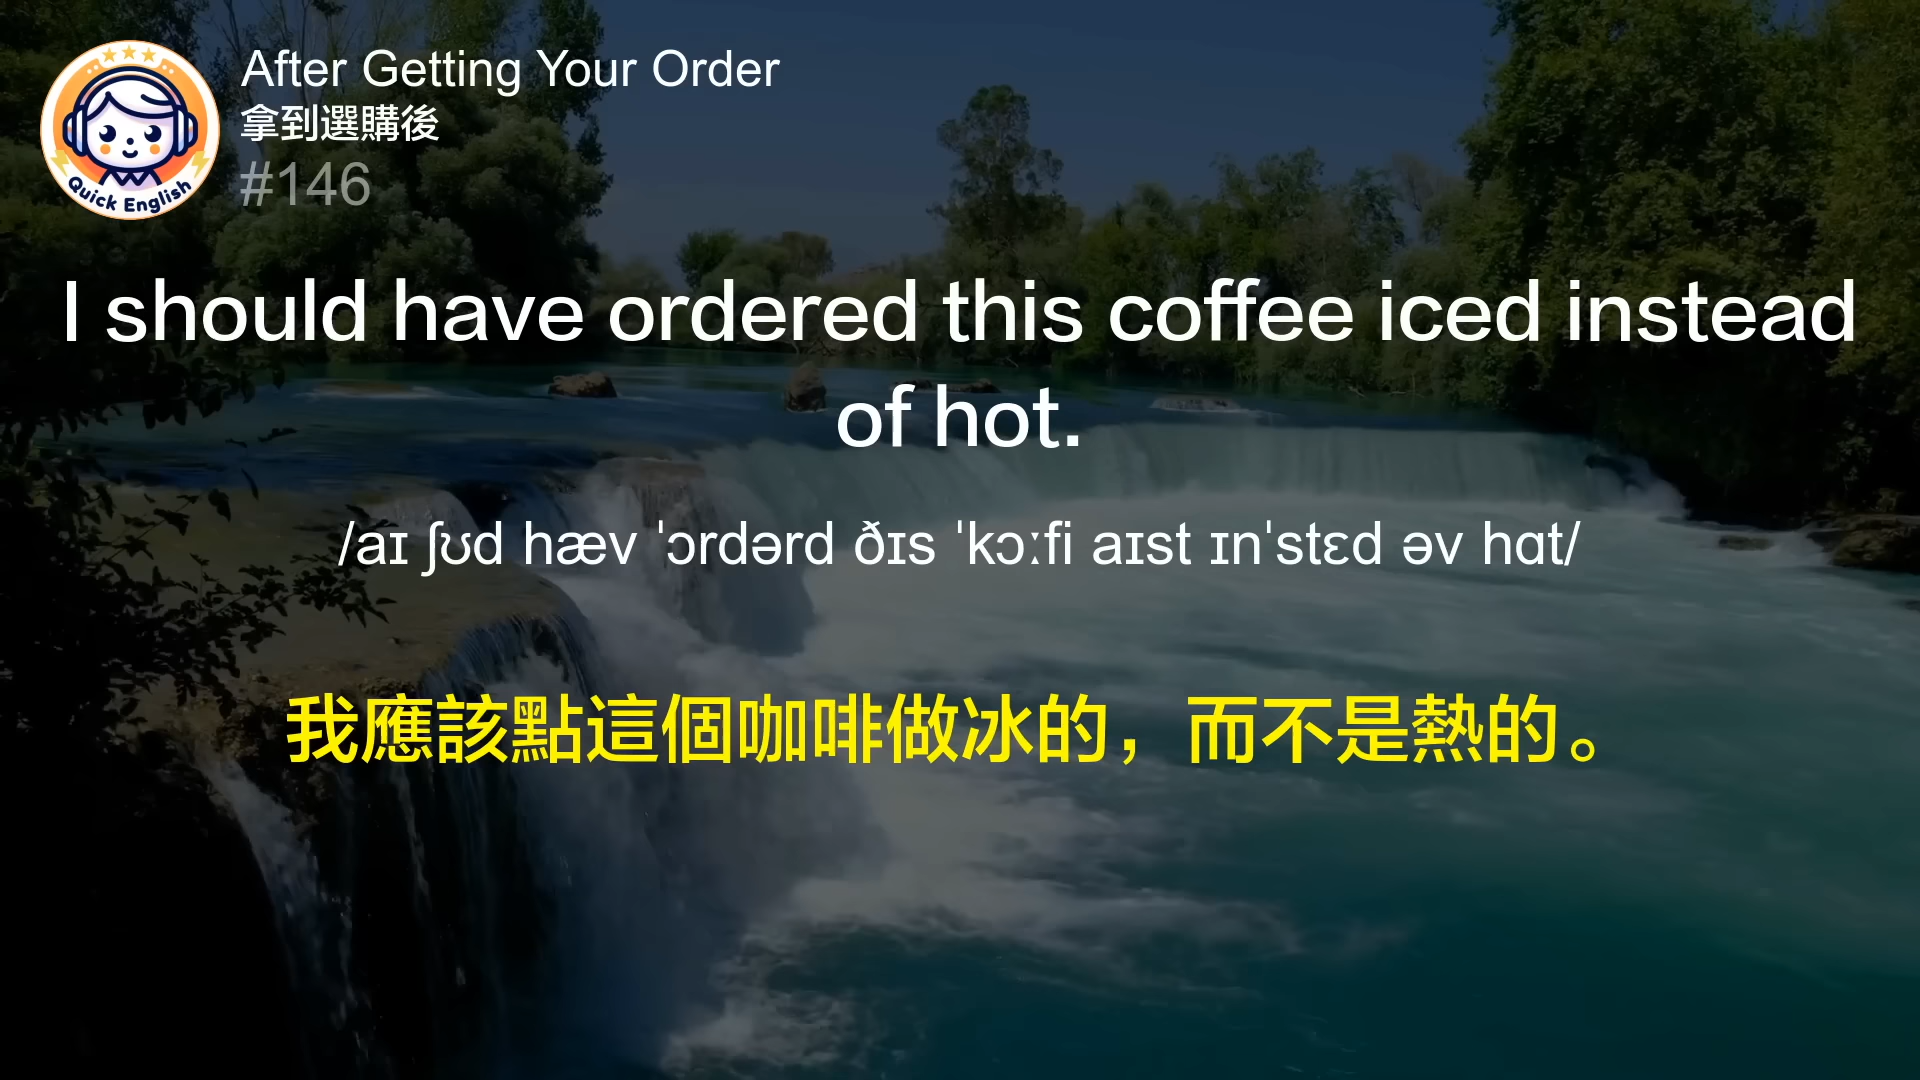 After Getting Your Order
拿到選購後
#146
Quick English
I should have ordered this coffee iced instead
of hot.
/aɪ ʃʊd hæv ˈɔrdərd ðɪs ˈkɔːfi aɪst ɪnˈstɛd əv hɑt/
我應該點這個咖啡做冰的，而不是熱的。